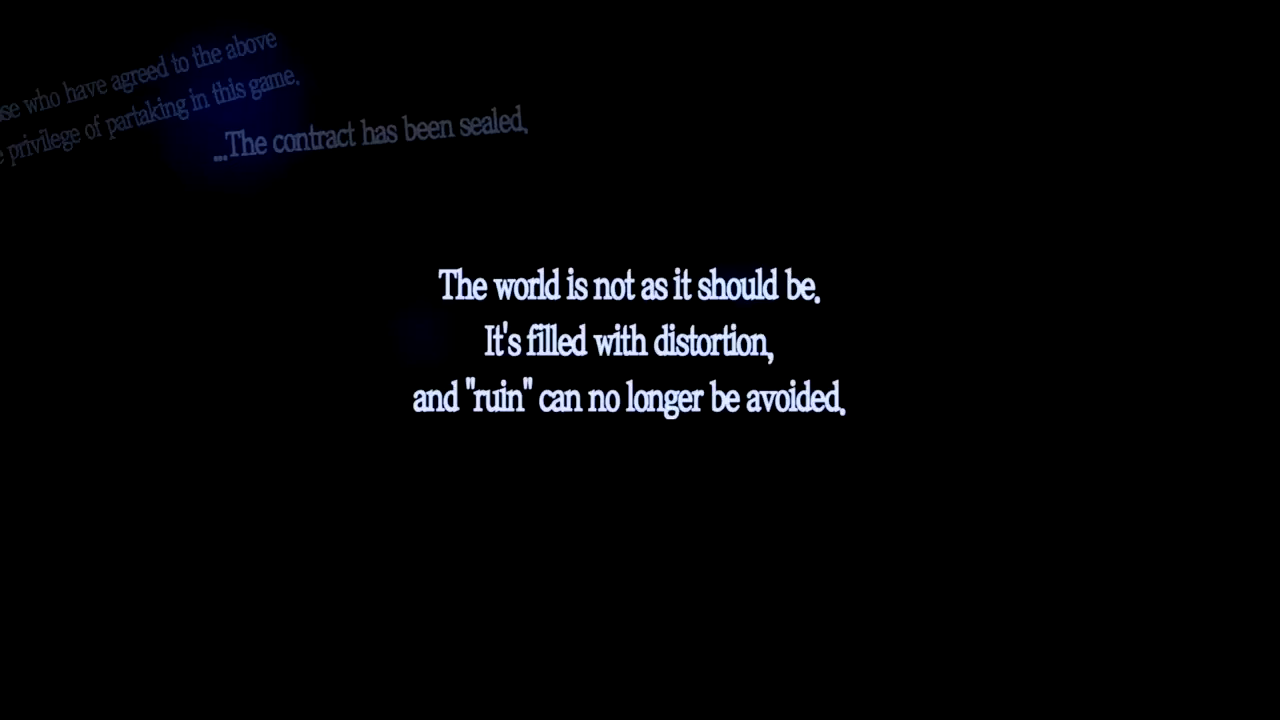 who have agreed to the above
privilege of partaking in this game.
...The contract has been sealed.
The world is not as it should be.
It's filled with distortion,
and "ruin" can no longer be avoided.